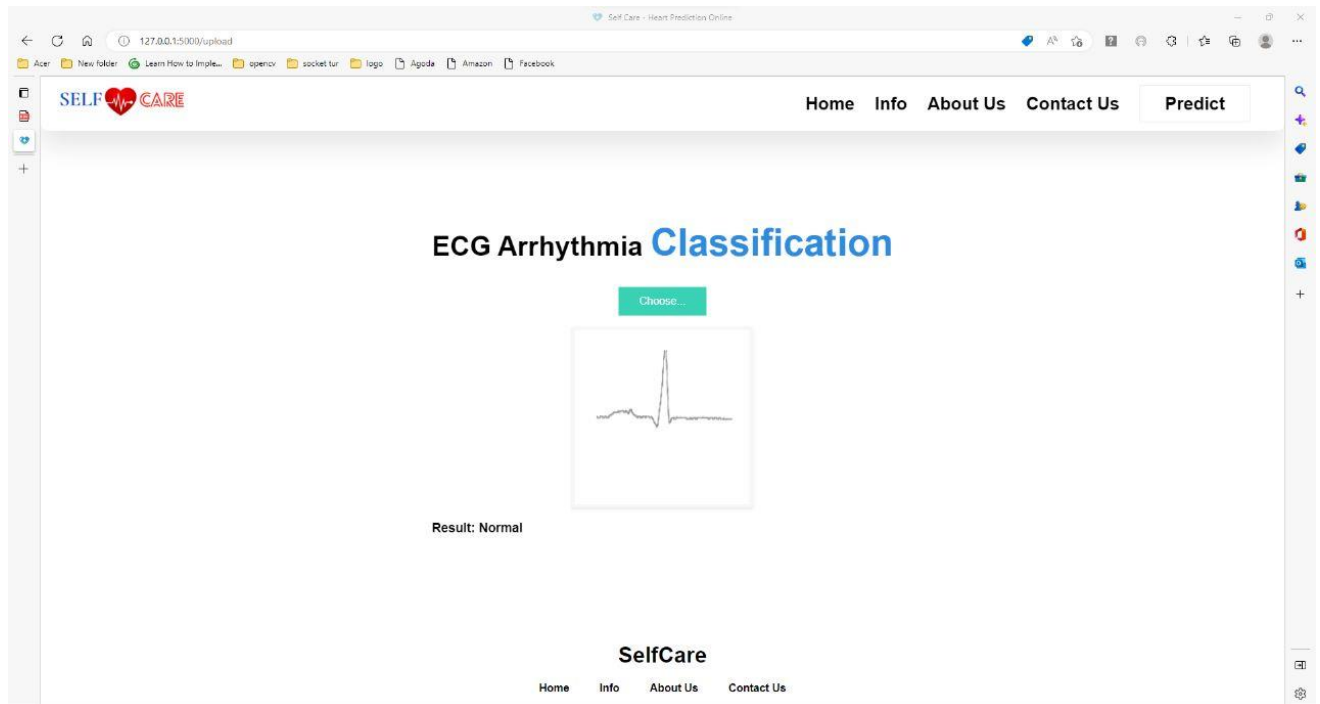 Self Care - Heart Prediction Online
127.0.0.1:5000/upload
Acer New folder Learn How to Imple... opencv socket tur logo Agoda Amazon Facebook
SELF CARE Home Info About Us Contact Us Predict
ECG Arrhythmia Classification
Choose...
Result: Normal
SelfCare
Home Info About Us Contact Us